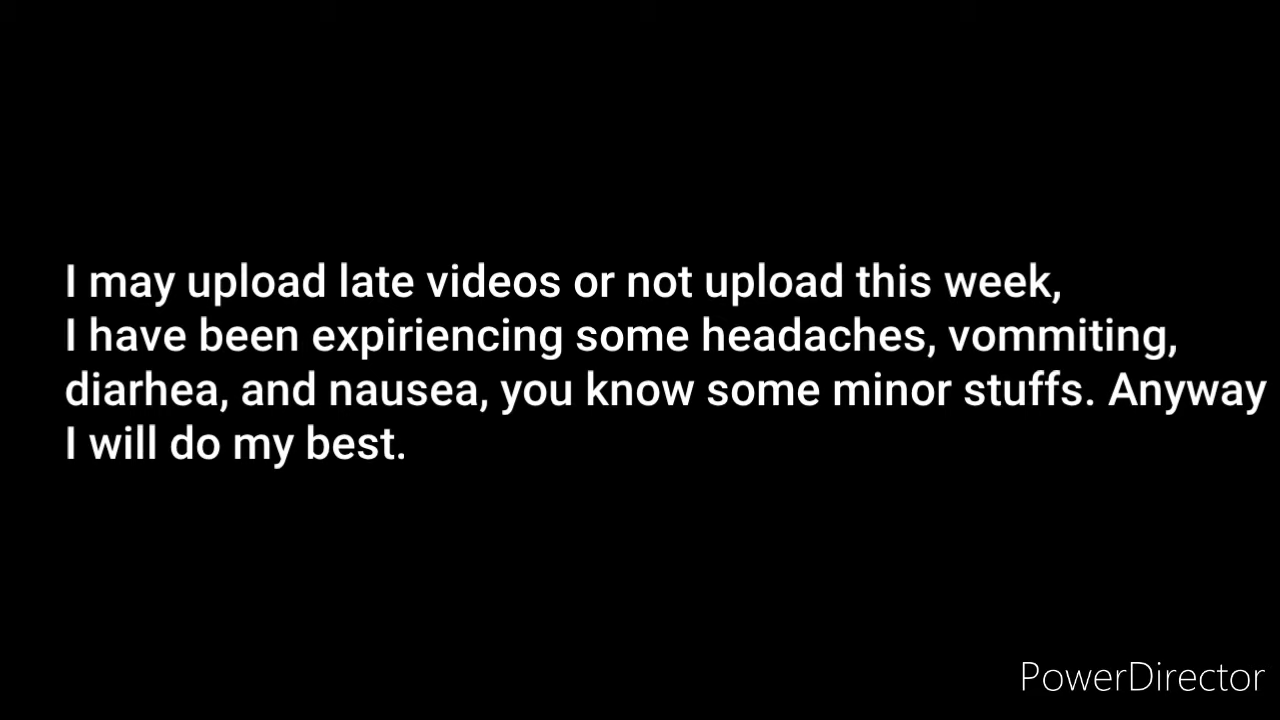 I may upload late videos or not upload this week,
I have been expiriencing some headaches, vommiting,
diarhea, and nausea, you know some minor stuffs. Anyway
I will do my best.
PowerDirector